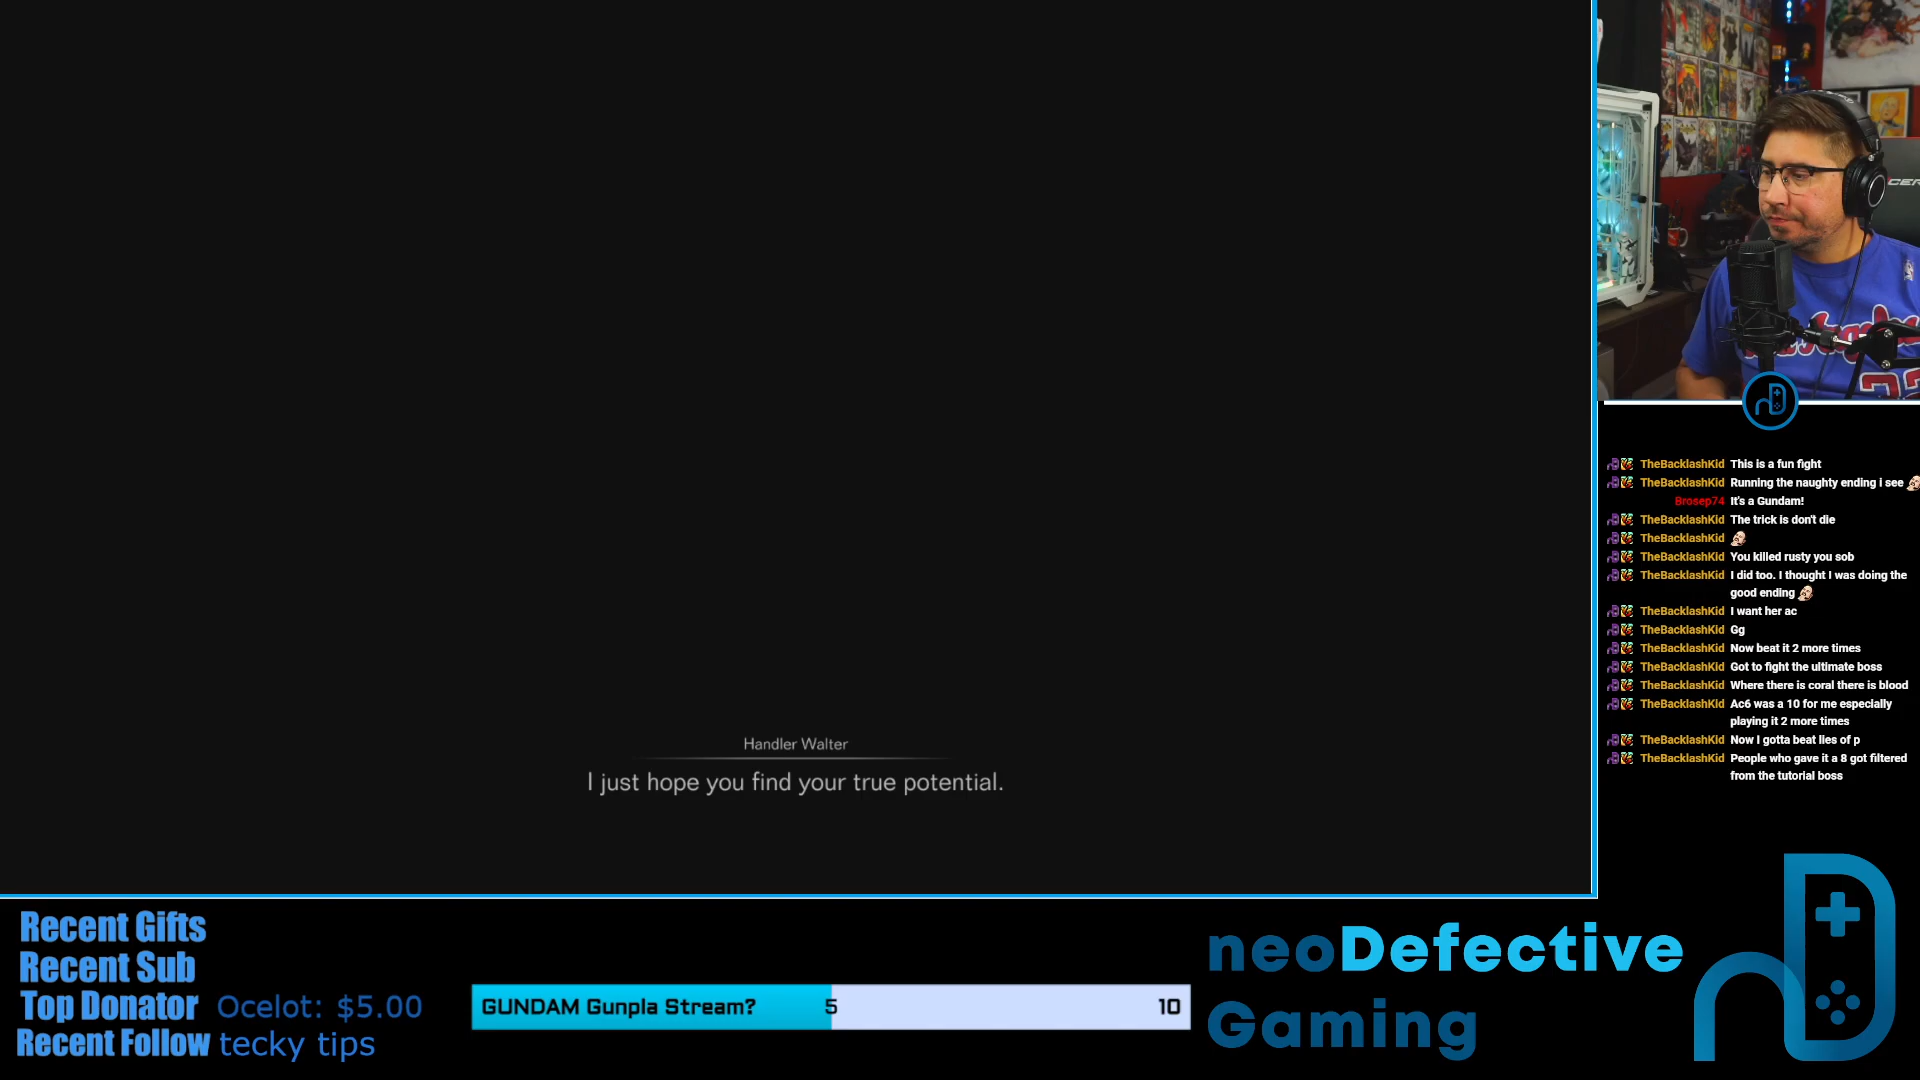 Handler Walter
I just hope you find your true potential.
TheBacklashKid This is a fun fight
TheBacklashKid Running the naughty ending i see
Brosep74 It's a Gundam!
TheBacklashKid The trick is don't die
TheBacklashKid
TheBacklashKid You killed rusty you sob
TheBacklashKid I did too. I thought I was doing the
good ending
TheBacklashKid I want her ac
TheBacklashKid Gg
TheBacklashKid Now beat it 2 more times
TheBacklashKid Got to fight the ultimate boss
TheBacklashKid Where there is coral there is blood
TheBacklashKid Ac6 was a 10 for me especially
playing it 2 more times
TheBacklashKid Now I gotta beat lies of p
TheBacklashKid People who gave it a 8 got filtered
from the tutorial boss
Recent Gifts
Recent Sub
Top Donator Ocelot: $5.00
Recent Follow tecky tips
GUNDAM Gunpla Stream? 5 10
neoDefective
Gaming